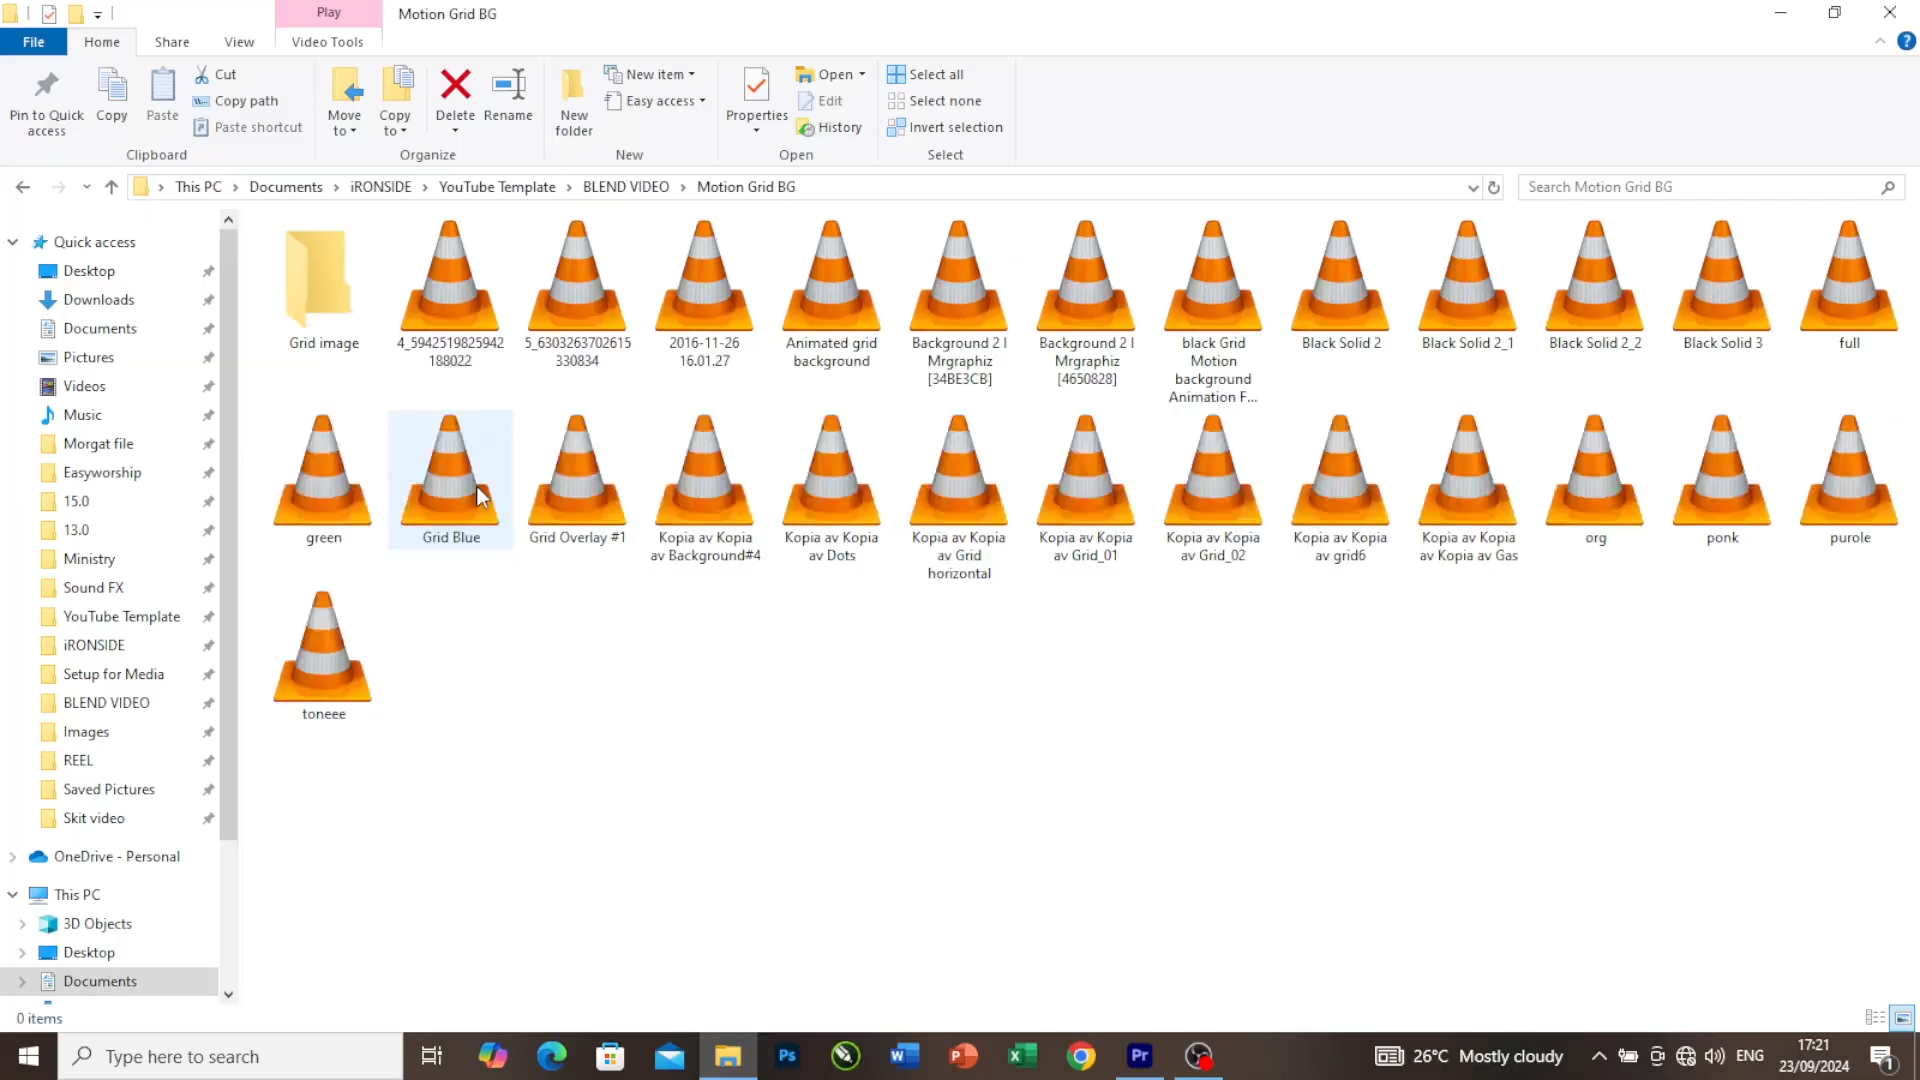 Play
Motion Grid BG
File
Home
Share
View
Video Tools
Pin to Quick
access
Copy
Paste
Cut
Copy path
Paste shortcut
Clipboard
Move
to
Copy
to
Delete
Rename
Organize
New
folder
New item
Easy access
New
Properties
Open
Edit
History
Open
Select all
Select none
Invert selection
Select
This PC
Documents
iRONSIDE
YouTube Template
BLEND VIDEO
Motion Grid BG
Search Motion Grid BG
Quick access
Desktop
Downloads
Documents
Pictures
Videos
Music
Morgat file
Easyworship
15.0
13.0
Ministry
Sound FX
YouTube Template
iRONSIDE
Setup for Media
BLEND VIDEO
Images
REEL
Saved Pictures
Skit video
OneDrive - Personal
This PC
3D Objects
Desktop
Documents
Grid image
4_5942519825942
188022
5_6303263702615
330834
2016-11-26
16.01.27
Animated grid
background
Background 2 l
Mrgraphiz
[34BE3CB]
Background 2 l
Mrgraphiz
[4650828]
black Grid
Motion
background
Animation F...
Black Solid 2
Black Solid 2_1
Black Solid 2_2
Black Solid 3
full
green
Grid Blue
Grid Overlay #1
Kopia av Kopia
av Background#4
Kopia av Kopia
av Dots
Kopia av Kopia
av Grid
horizontal
Kopia av Kopia
av Grid_01
Kopia av Kopia
av Grid_02
Kopia av Kopia
av grid6
Kopia av Kopia
av Kopia av Gas
org
ponk
purole
toneee
0 items
Type here to search
Ps
W
P
X
Pr
26°C Mostly cloudy
ENG
17:21
23/09/2024
1